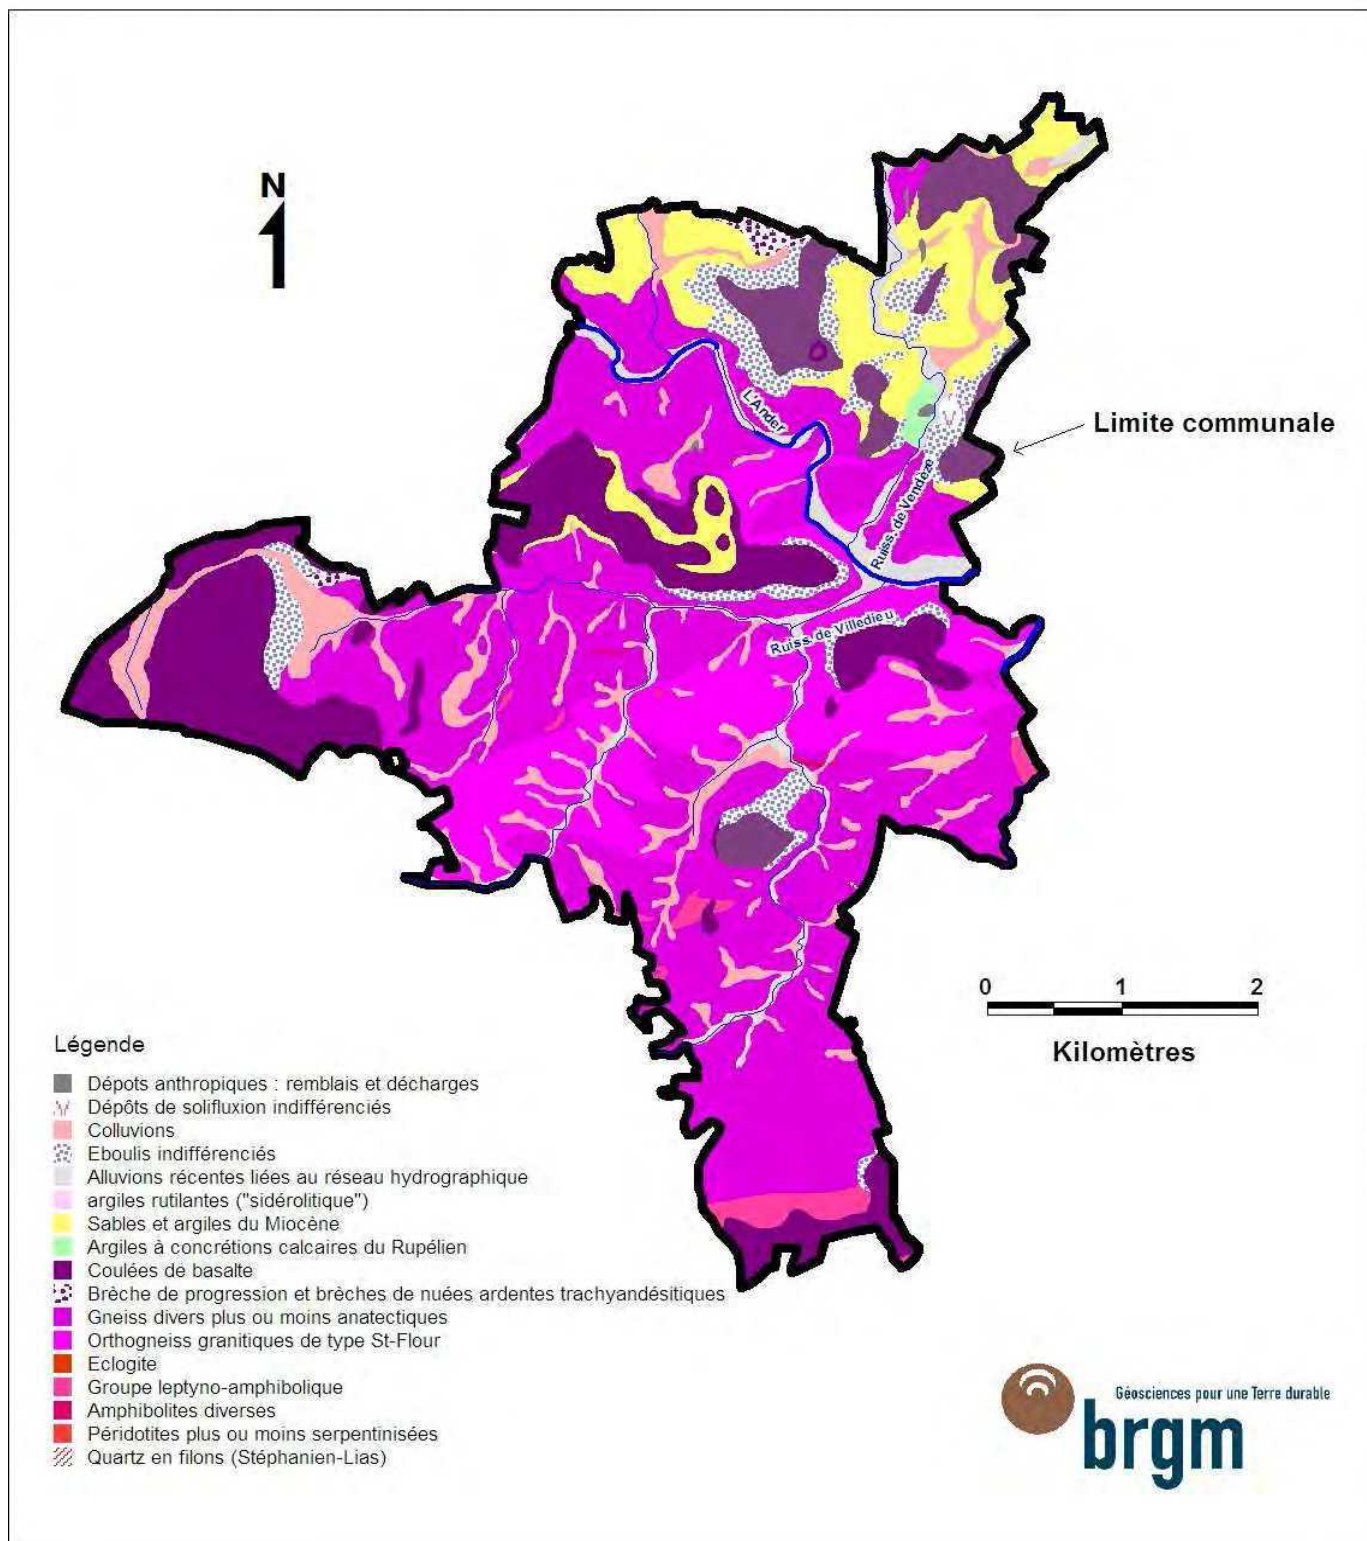 N
L'Ander
Limite communale
Ruiss. de Vendèze
Ruiss. de Villedieu
0 1 2
Kilomètres
Légende
Dépots anthropiques : remblais et décharges
Dépôts de solifluxion indifférenciés
Colluvions
Eboulis indifférenciés
Alluvions récentes liées au réseau hydrographique
argiles rutilantes ("sidérolitique")
Sables et argiles du Miocène
Argiles à concrétions calcaires du Rupélien
Coulées de basalte
Brèche de progression et brèches de nuées ardentes trachyandésitiques
Gneiss divers plus ou moins anatectiques
Orthogneiss granitiques de type St-Flour
Eclogite
Groupe leptyno-amphibolique
Amphibolites diverses
Péridotites plus ou moins serpentinisées
Quartz en filons (Stéphanien-Lias)
Géosciences pour une Terre durable
brgm